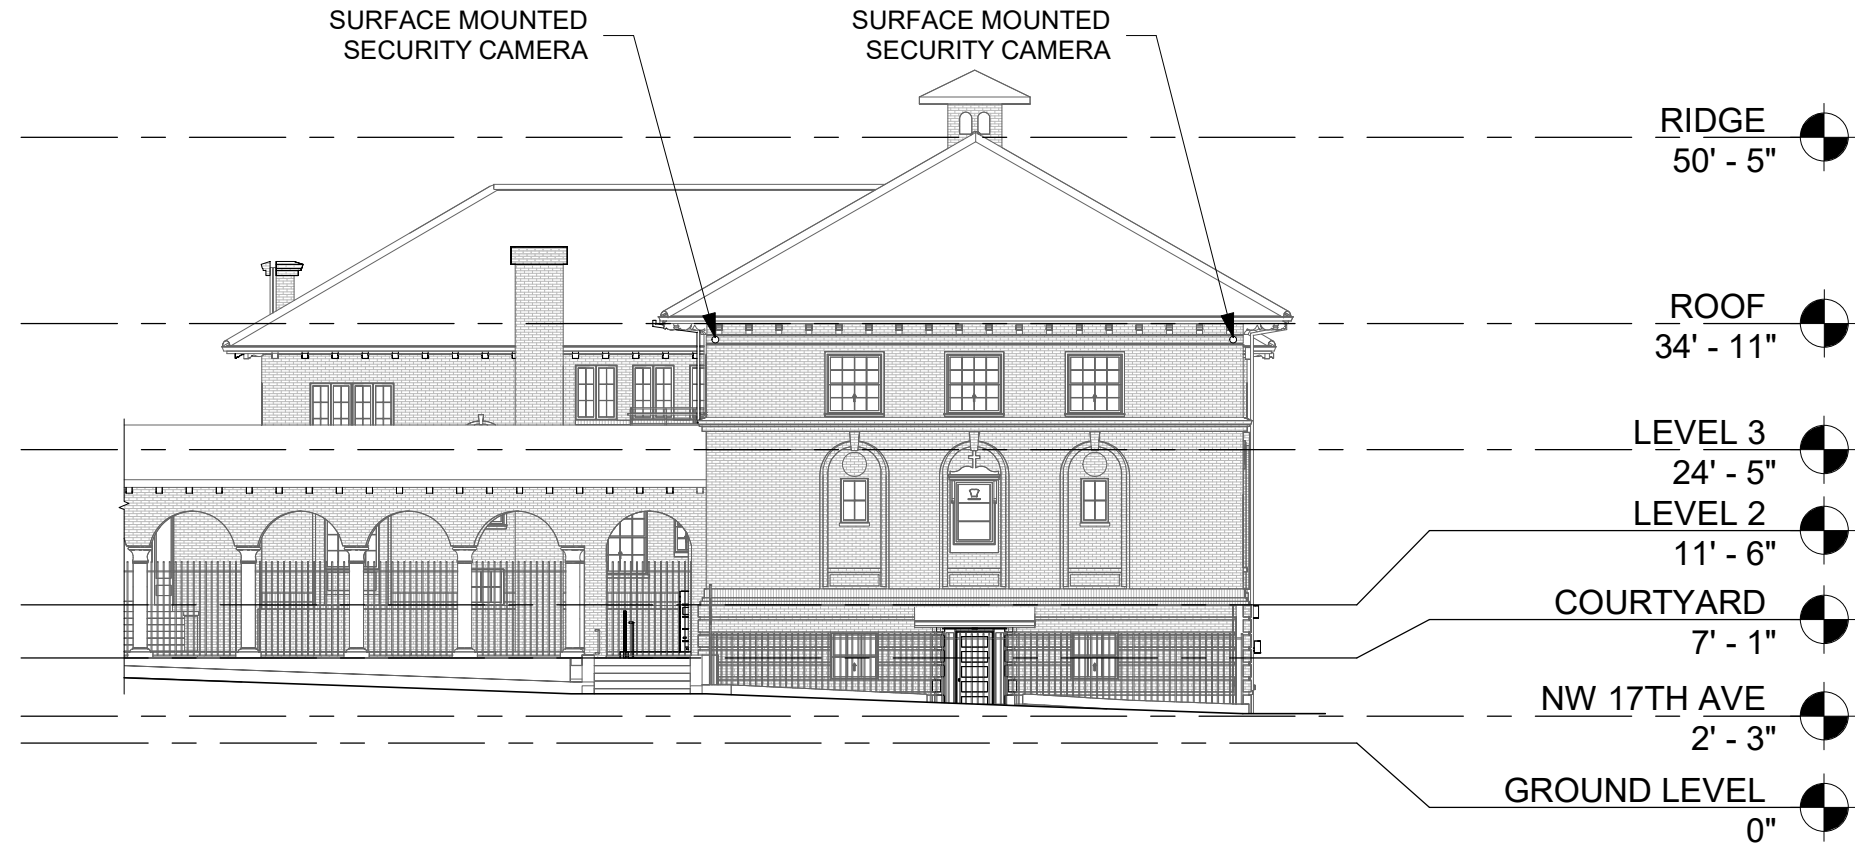 SURFACE MOUNTED
SECURITY CAMERA
SURFACE MOUNTED
SECURITY CAMERA
RIDGE
50' - 5"
ROOF
34' - 11"
LEVEL 3
24' - 5"
LEVEL 2
11' - 6"
COURTYARD
7' - 1"
NW 17TH AVE
2' - 3"
GROUND LEVEL
0"